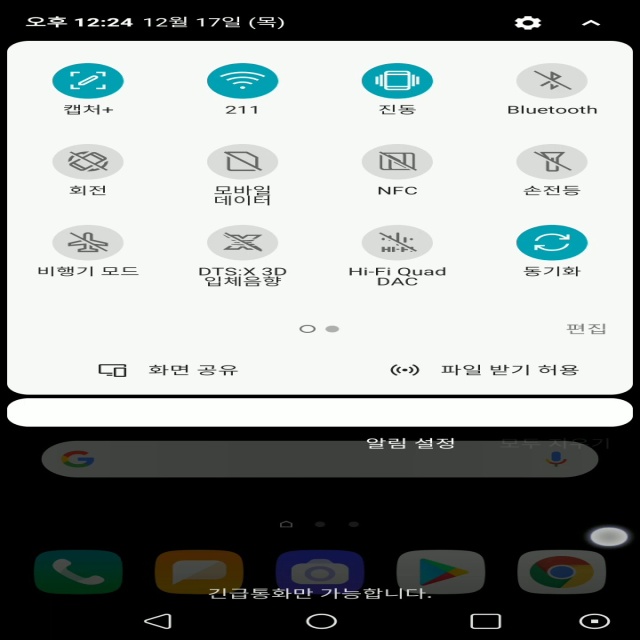 오후 12:24 12월 17일 (목)
캡처+
211
진동
Bluetooth
회전
모바일
데이터
NFC
손전등
비행기 모드
DTS:X 3D
입체음향
Hi-Fi Quad
DAC
동기화
편집
화면 공유
파일 받기 허용
알림 설정
모두 지우기
긴급통화만 가능합니다.